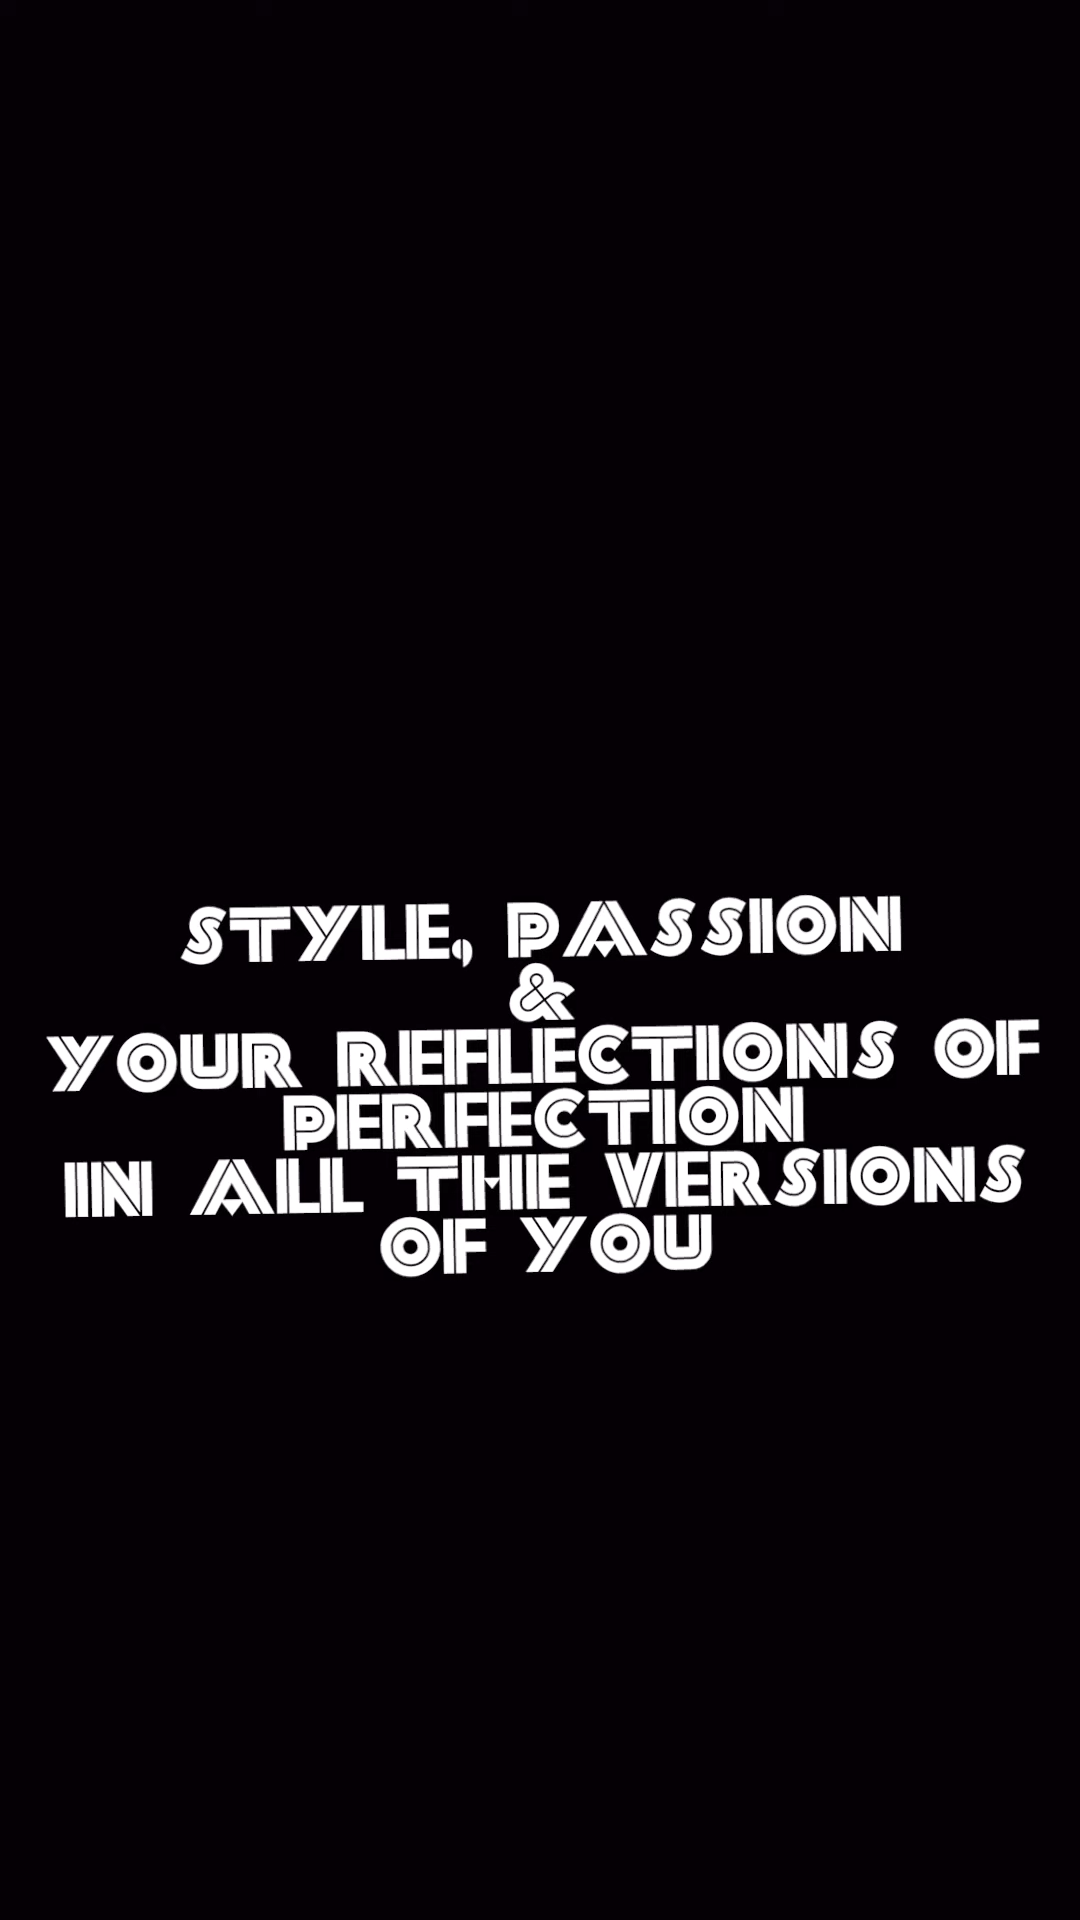 STYLE, PASSION
&
YOUR REFLECTIONS OF
PERFECTION
IN ALL THE VERSIONS
OF YOU